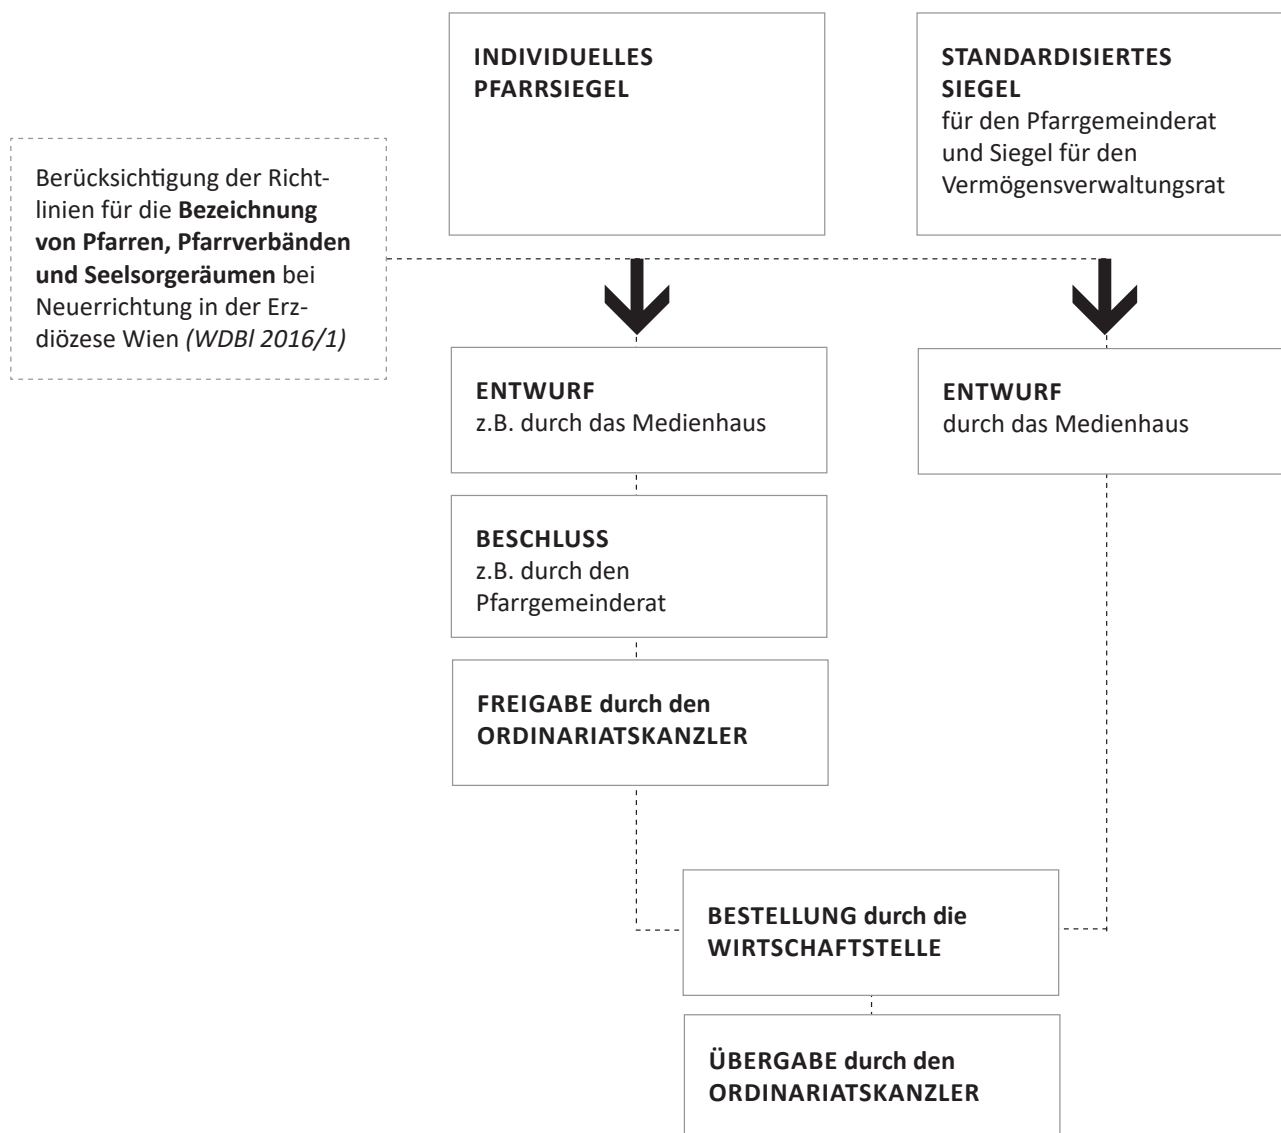 INDIVIDUELLES
PFARRSIEGEL
STANDARDISIERTES
SIEGEL
für den Pfarrgemeinderat
und Siegel für den
Vermögensverwaltungsrat
Berücksichtigung der Richt-
linien für die Bezeichnung
von Pfarren, Pfarrverbänden
und Seelsorgeräumen bei
Neuerrichtung in der Erz-
diözese Wien (WDBl 2016/1)
ENTWURF
z.B. durch das Medienhaus
ENTWURF
durch das Medienhaus
BESCHLUSS
z.B. durch den
Pfarrgemeinderat
FREIGABE durch den
ORDINARIATSKANZLER
BESTELLUNG durch die
WIRTSCHAFTSTELLE
ÜBERGABE durch den
ORDINARIATSKANZLER